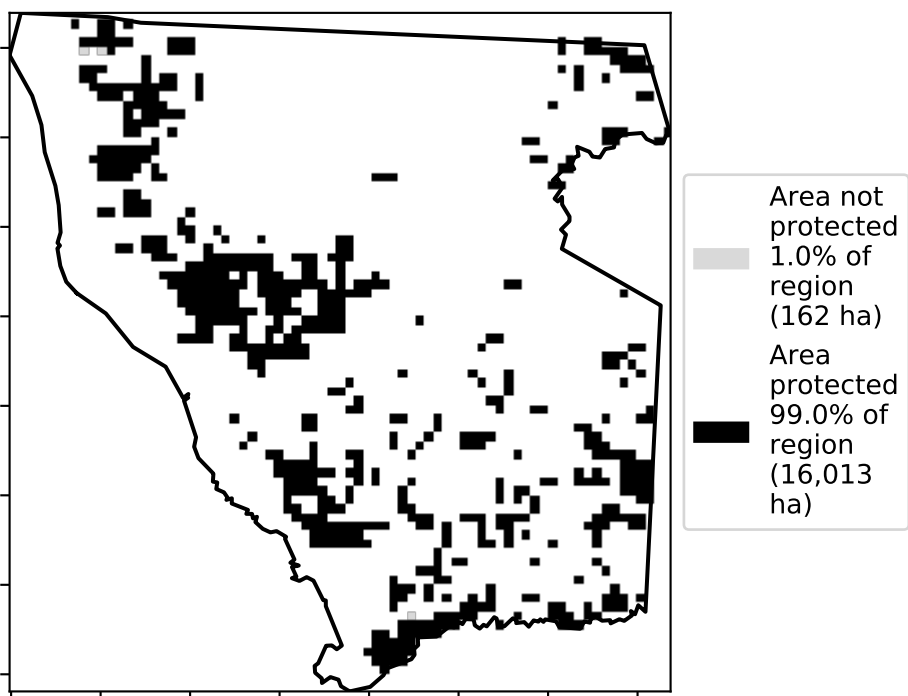 Area not
protected
1.0% of
region
(162 ha)
Area
protected
99.0% of
region
(16,013
ha)